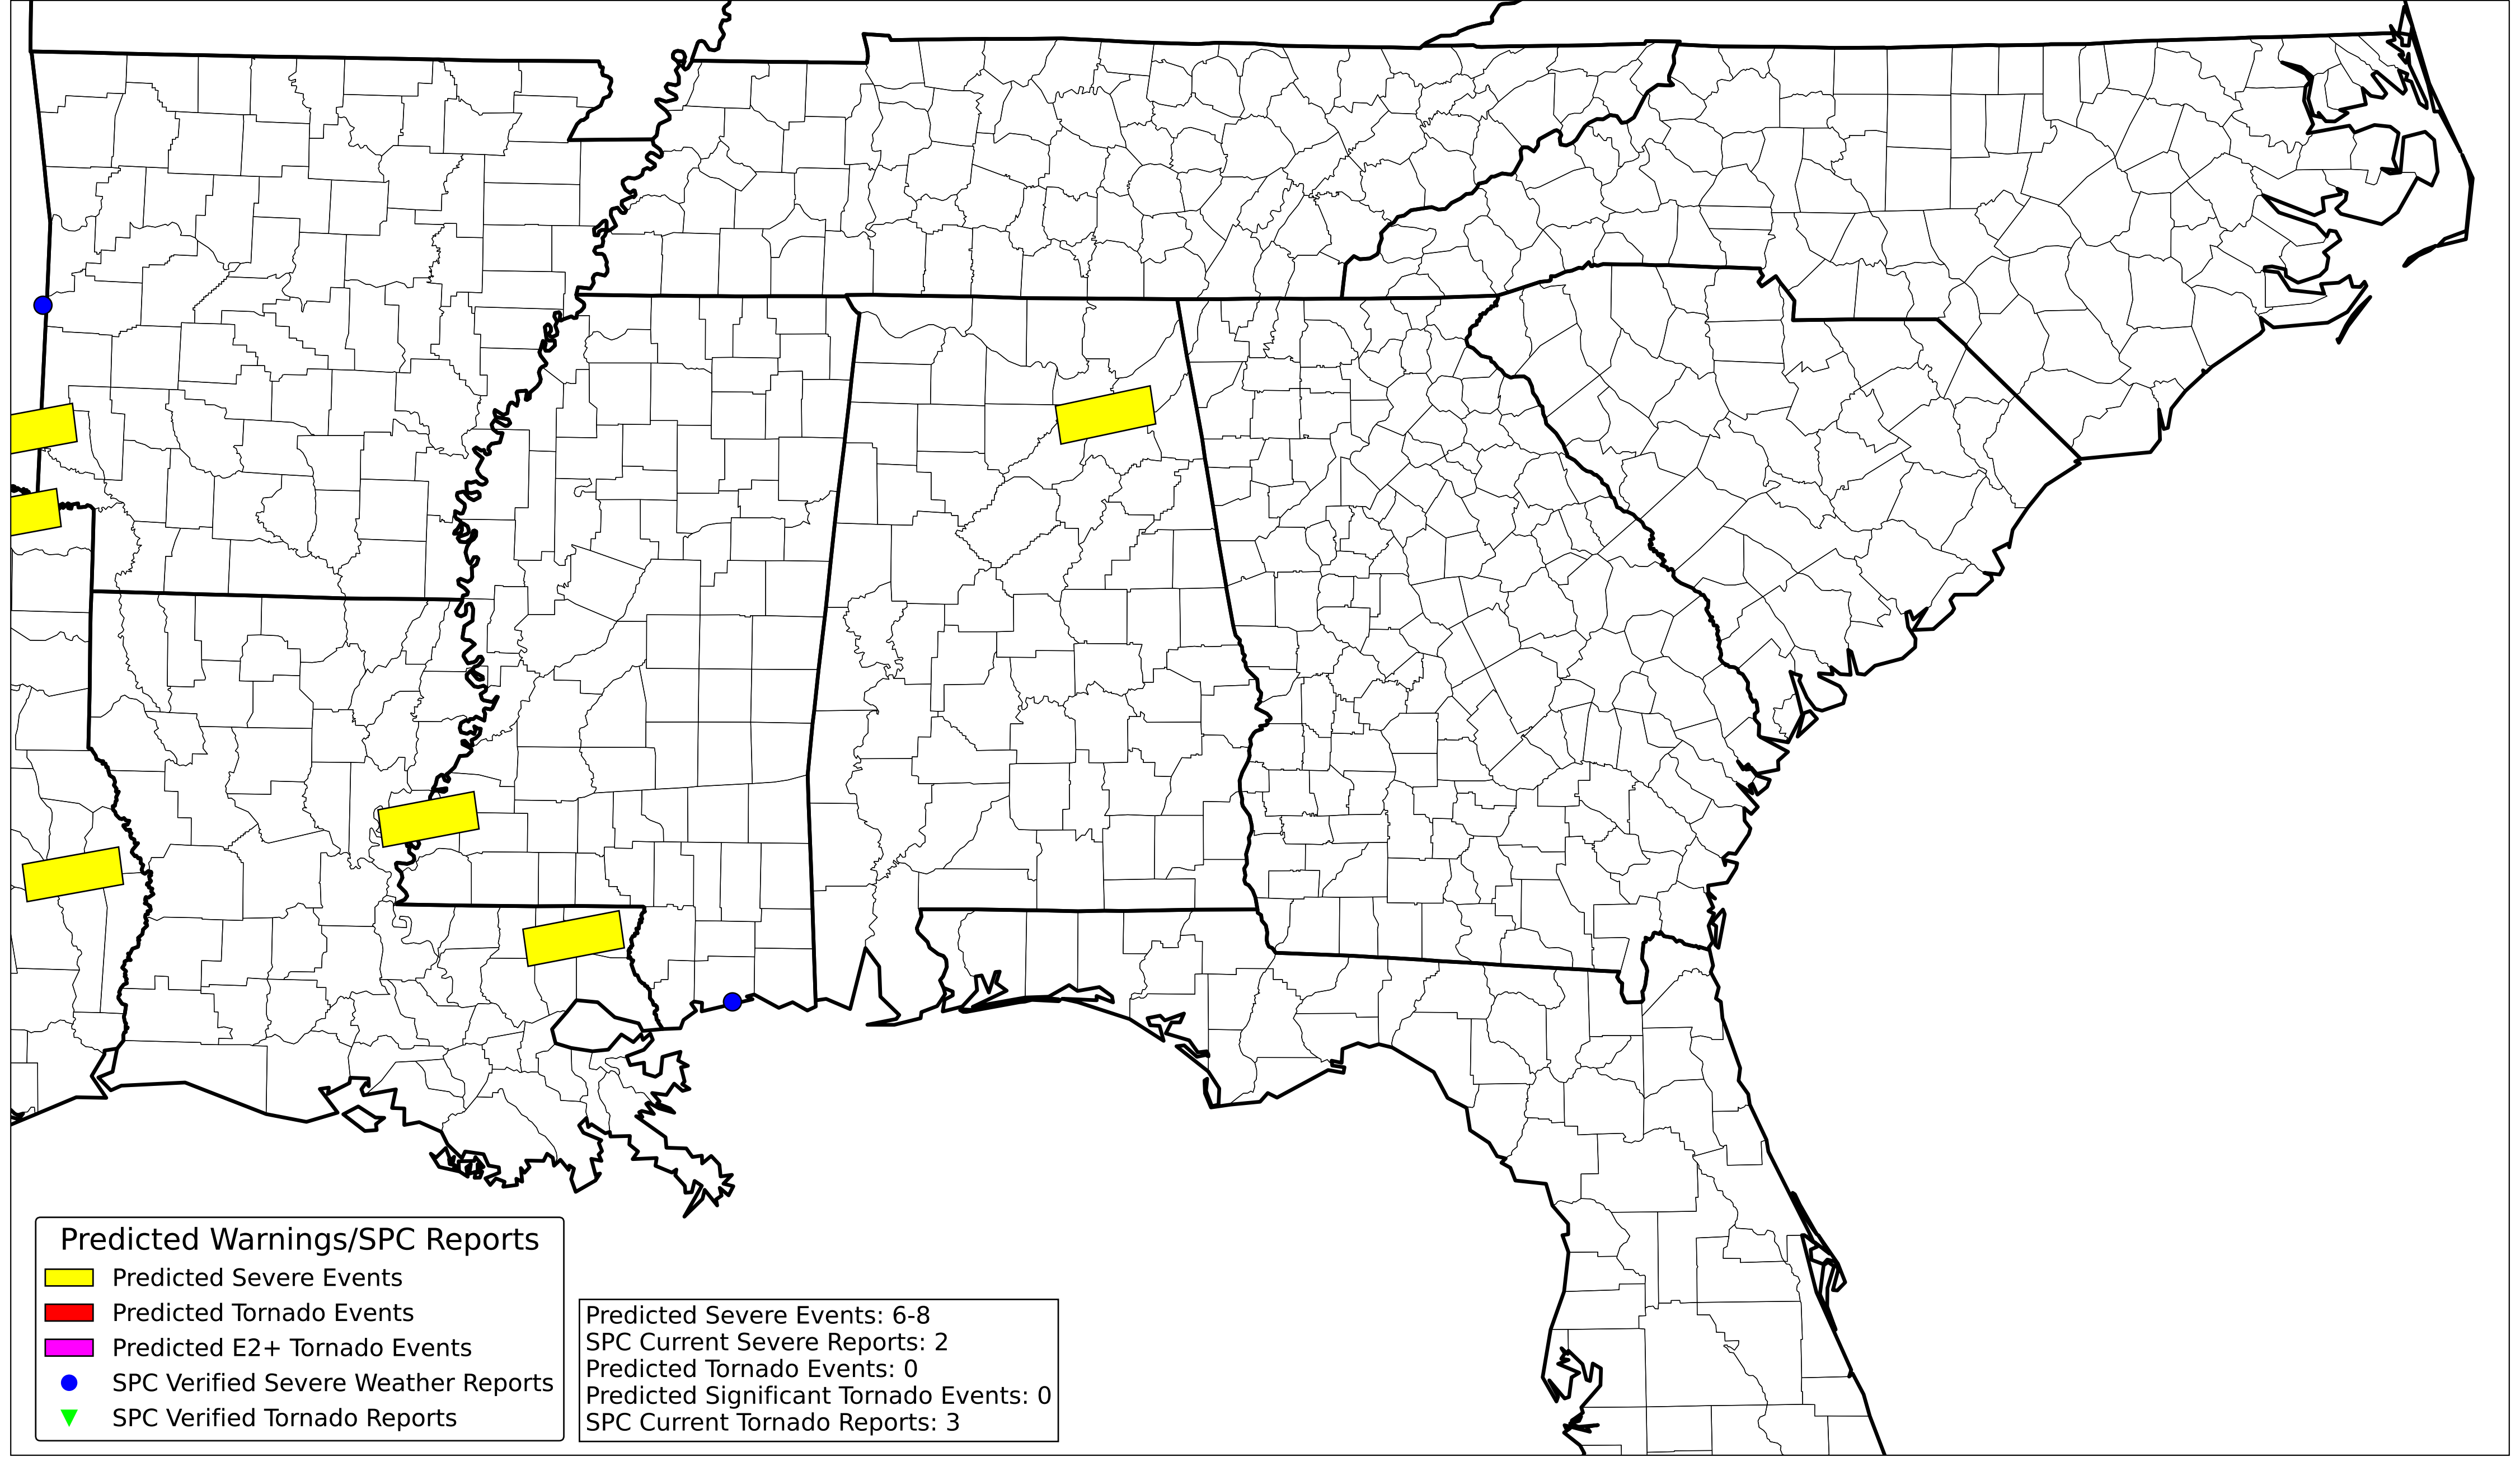 Predicted Warnings/SPC Reports
Predicted Severe Events
Predicted Tornado Events
Predicted E2+ Tornado Events
SPC Verified Severe Weather Reports
SPC Verified Tornado Reports
Predicted Severe Events: 6-8
SPC Current Severe Reports: 2
Predicted Tornado Events: 0
Predicted Significant Tornado Events: 0
SPC Current Tornado Reports: 3